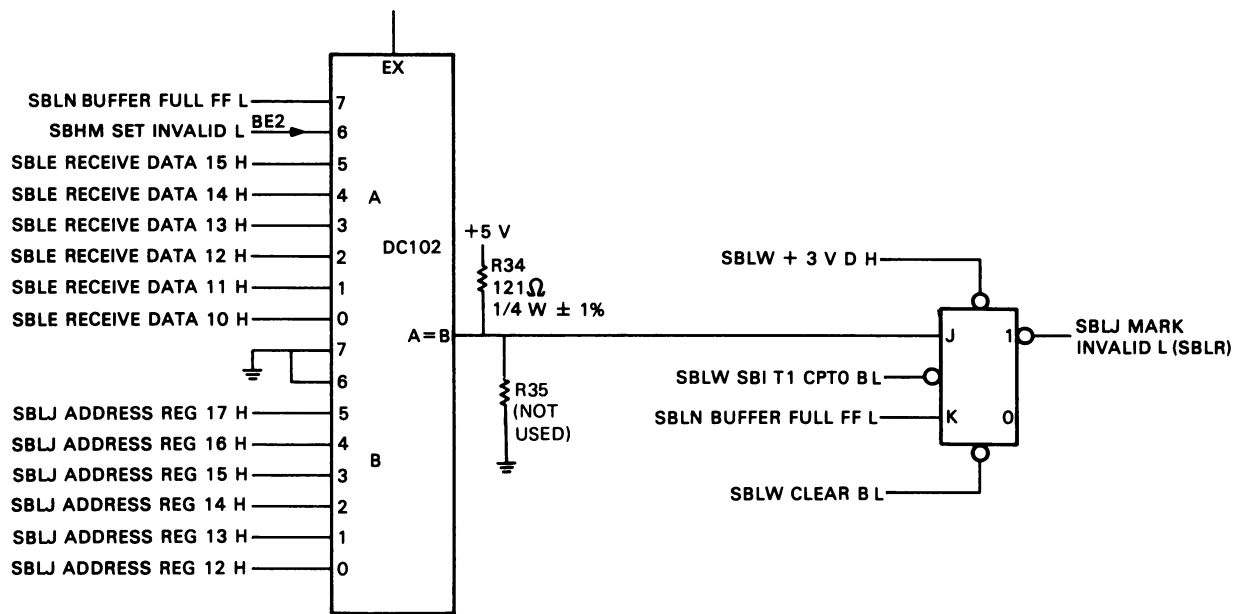 EX
SBLN BUFFER FULL FF L
7
SBHM SET INVALID L
BE2
6
SBLE RECEIVE DATA 15 H
5
SBLE RECEIVE DATA 14 H
4
A
SBLE RECEIVE DATA 13 H
3
SBLE RECEIVE DATA 12 H
2
DC102
SBLE RECEIVE DATA 11 H
1
SBLE RECEIVE DATA 10 H
0
A=B
7
6
SBLJ ADDRESS REG 17 H
5
SBLJ ADDRESS REG 16 H
4
B
SBLJ ADDRESS REG 15 H
3
SBLJ ADDRESS REG 14 H
2
SBLJ ADDRESS REG 13 H
1
SBLJ ADDRESS REG 12 H
0
+5 V
R34
121Ω
1/4 W ± 1%
R35
(NOT
USED)
SBLW + 3 V D H
J
1
SBLJ MARK
INVALID L (SBLR)
SBLW SBI T1 CPT0 B L
SBLN BUFFER FULL FF L
K
0
SBLW CLEAR B L